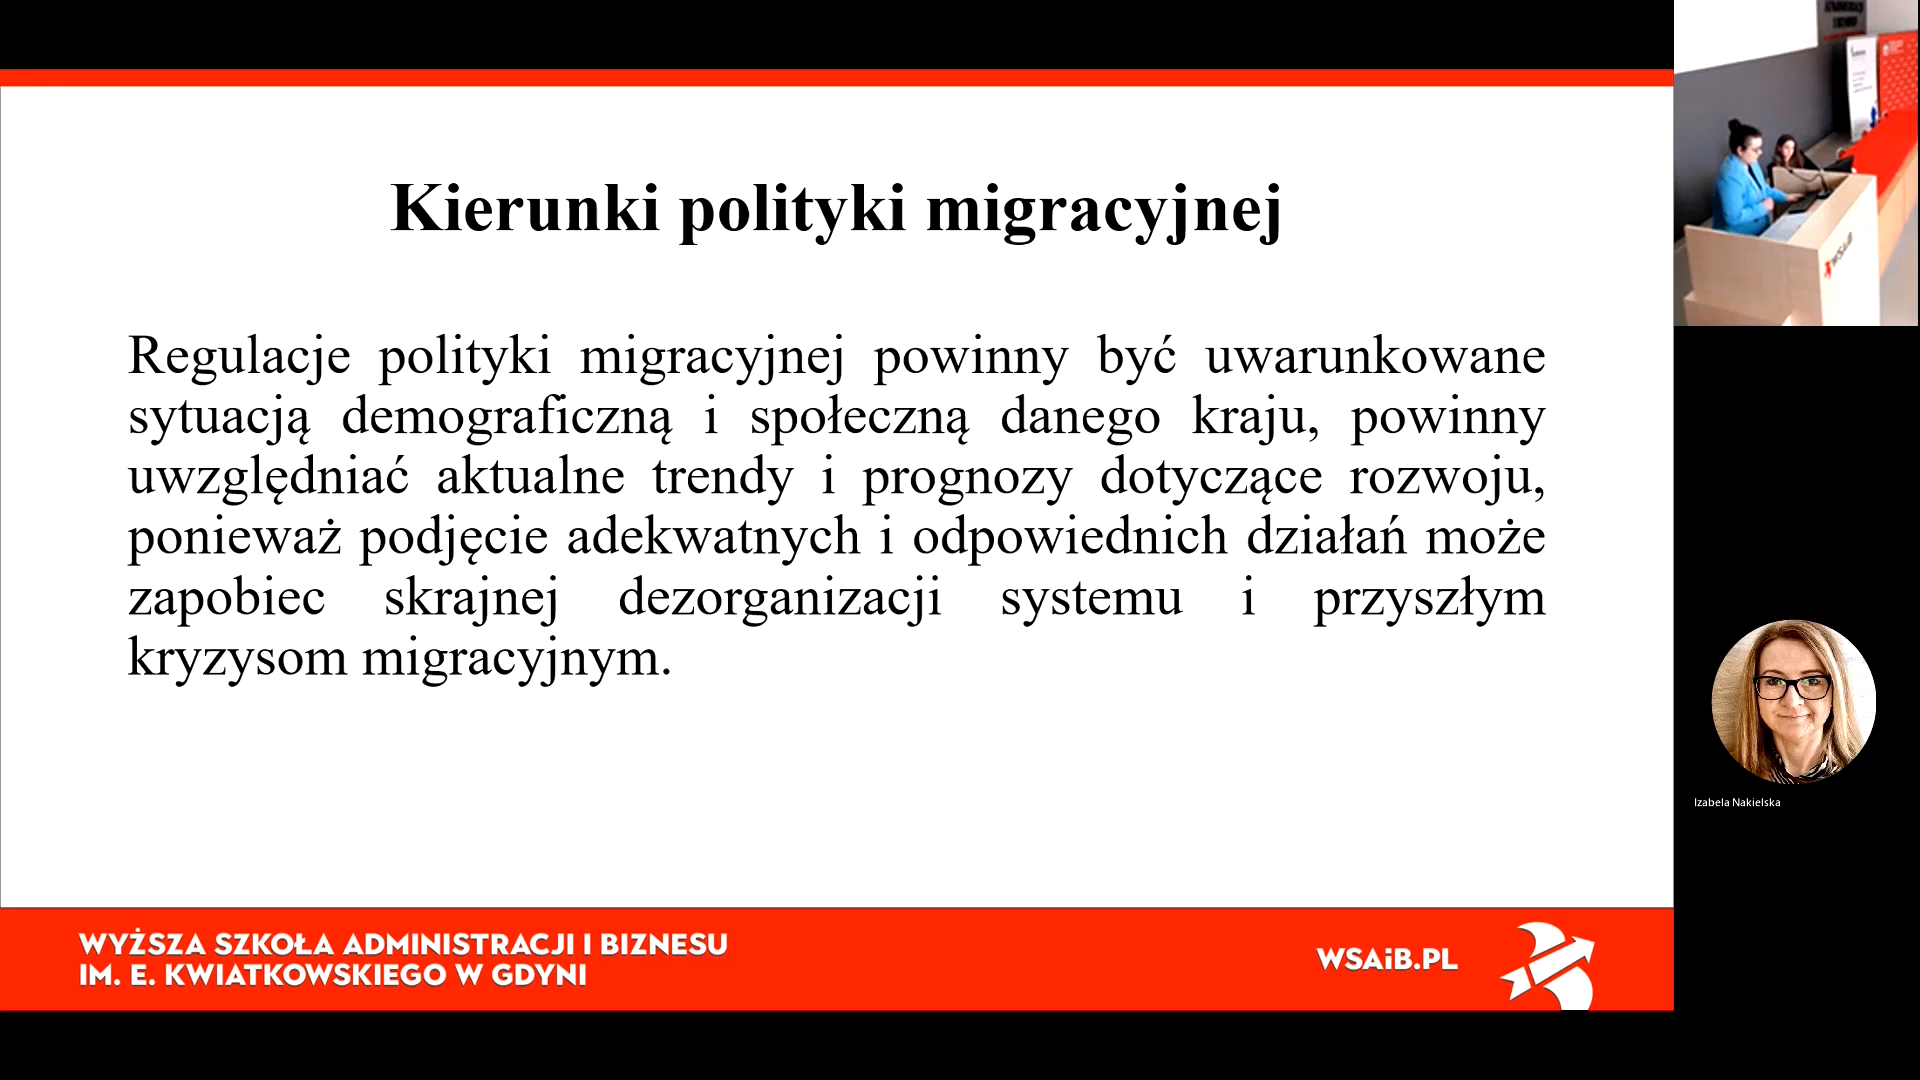 Kierunki polityki migracyjnej
Regulacje polityki migracyjnej powinny być uwarunkowane
sytuacją demograficzną i społeczną danego kraju, powinny
uwzględniać aktualne trendy i prognozy dotyczące rozwoju,
ponieważ podjęcie adekwatnych i odpowiednich działań może
zapobiec skrajnej dezorganizacji systemu i przyszłym
kryzysom migracyjnym.
WYŻSZA SZKOŁA ADMINISTRACJI I BIZNESU
IM. E. KWIATKOWSKIEGO W GDYNI
WSAiB.PL
WSAiB
Izabela Nakielska